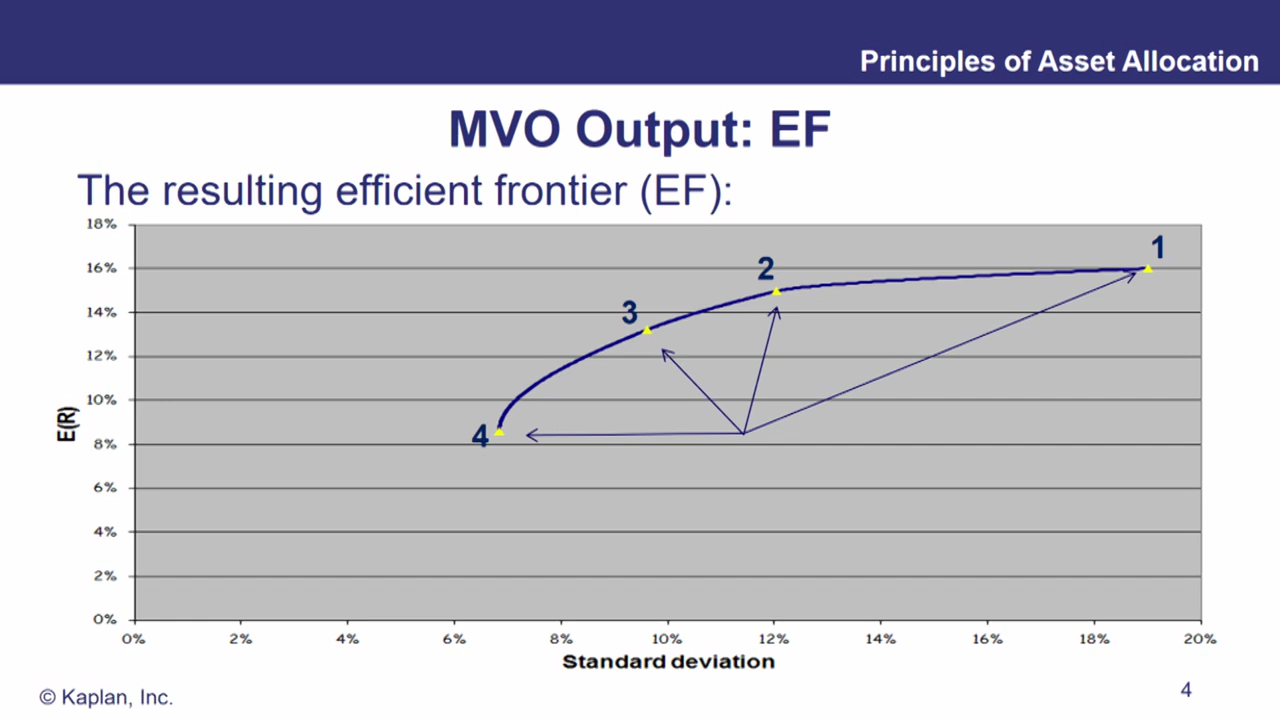 Principles of Asset Allocation
MVO Output: EF
The resulting efficient frontier (EF):
18%
16%
14%
12%
10%
8%
6%
4%
2%
0%
E(R)
1
2
3
4
0% 2% 4% 6% 8% 10% 12% 14% 16% 18% 20%
Standard deviation
© Kaplan, Inc.
4